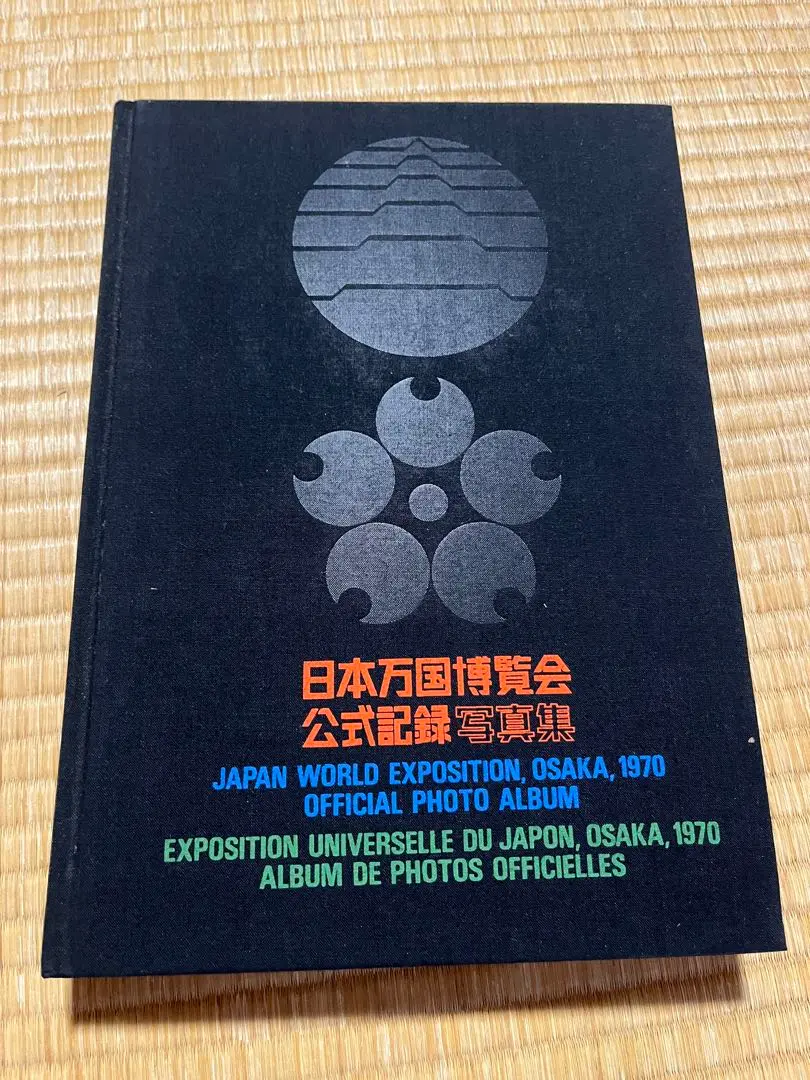 日本万国博覧会
公式記録写真集
JAPAN WORLD EXPOSITION, OSAKA, 1970
OFFICIAL PHOTO ALBUM
EXPOSITION UNIVERSELLE DU JAPON, OSAKA, 1970
ALBUM DE PHOTOS OFFICIELLES